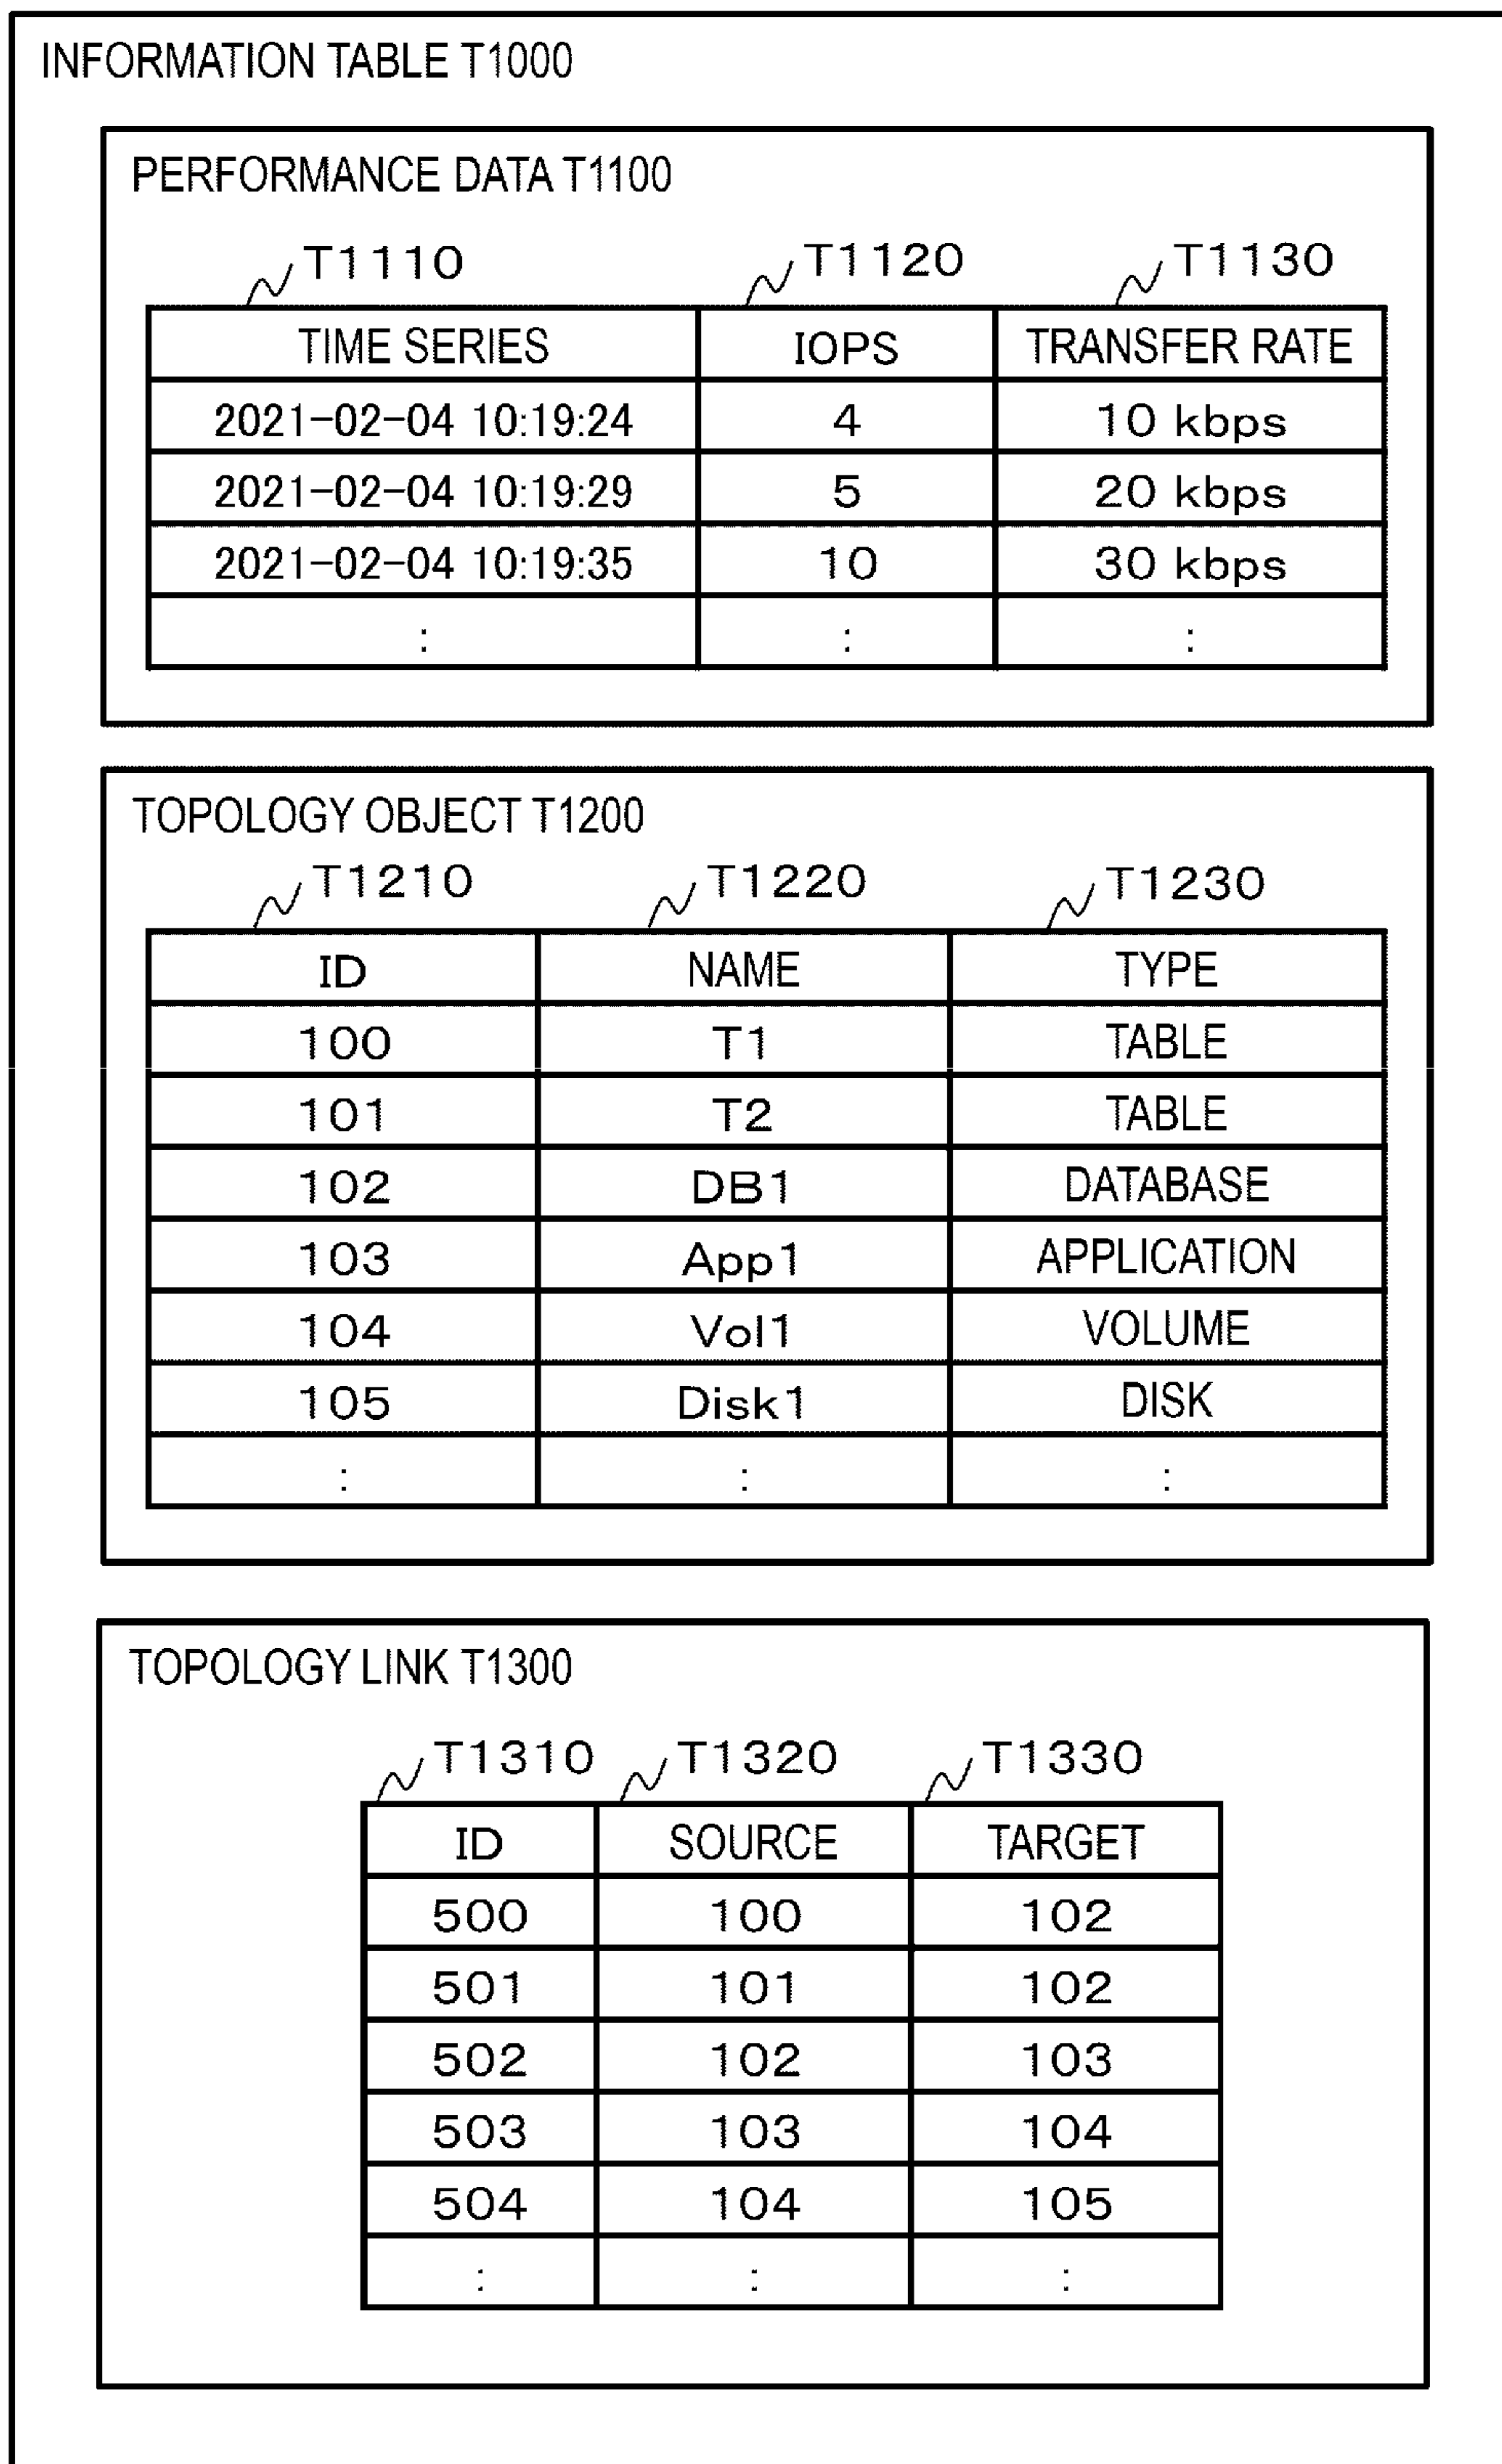 INFORMATION TABLE T1000
PERFORMANCE DATA T1100
T1110 T1120 T1130
TIME SERIES IOPS TRANSFER RATE
2021-02-04 10:19:24 4 10 kbps
2021-02-04 10:19:29 5 20 kbps
2021-02-04 10:19:35 10 30 kbps
: : :
TOPOLOGY OBJECT T1200
T1210 T1220 T1230
ID NAME TYPE
100 T1 TABLE
101 T2 TABLE
102 DB1 DATABASE
103 App1 APPLICATION
104 Vol1 VOLUME
105 Disk1 DISK
: : :
TOPOLOGY LINK T1300
T1310 T1320 T1330
ID SOURCE TARGET
500 100 102
501 101 102
502 102 103
503 103 104
504 104 105
: : :